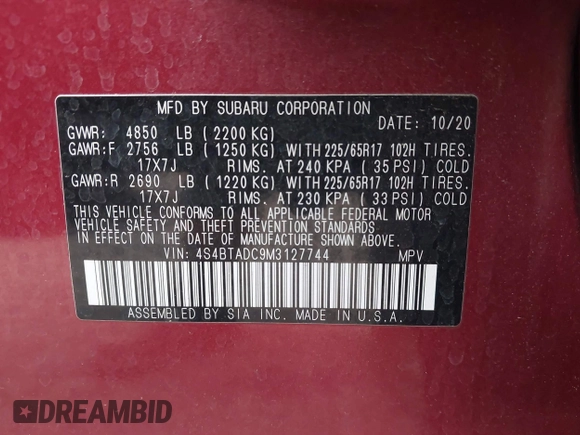 MFD BY SUBARU CORPORATION
DATE: 10/20
GVWR: 4850 LB (2200 KG)
GAWR:F 2756 LB (1250 KG) WITH 225/65R17 102H TIRES.
17X7J RIMS. AT 240 KPA (35 PSI) COLD
GAWR:R 2690 LB (1220 KG) WITH 225/65R17 102H TIRES.
17X7J RIMS. AT 230 KPA (33 PSI) COLD
THIS VEHICLE CONFORMS TO ALL APPLICABLE FEDERAL MOTOR
VEHICLE SAFETY AND THEFT PREVENTION STANDARDS
IN EFFECT ON THE DATE OF MANUFACTURE SHOWN ABOVE.
VIN: 4S4BTADC9M3127744 MPV
ASSEMBLED BY SIA INC. MADE IN U.S.A.
DREAMBID